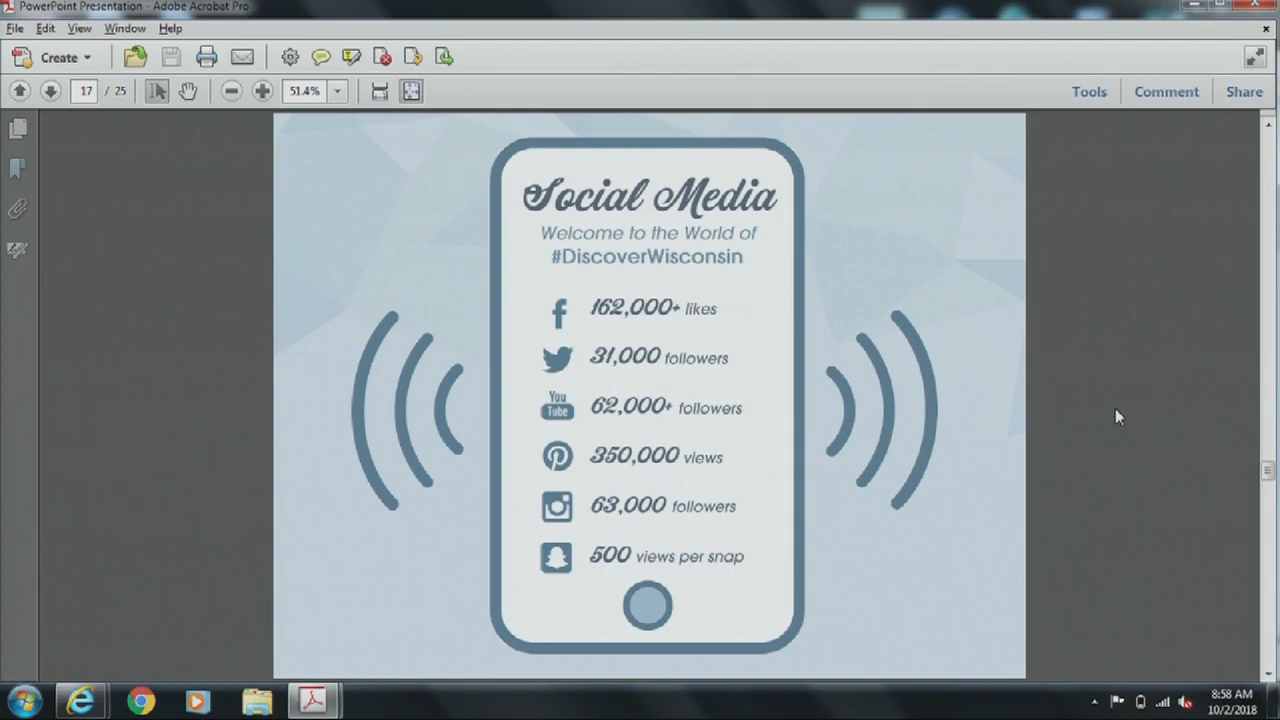 PowerPoint Presentation - Adobe Acrobat Pro
File Edit View Window Help
Create
17 / 25 51.4% Tools Comment Share
Social Media
Welcome to the World of
#DiscoverWisconsin
162,000+ likes
31,000 followers
You Tube 62,000+ followers
350,000 views
63,000 followers
500 views per snap
8:58 AM
10/2/2018